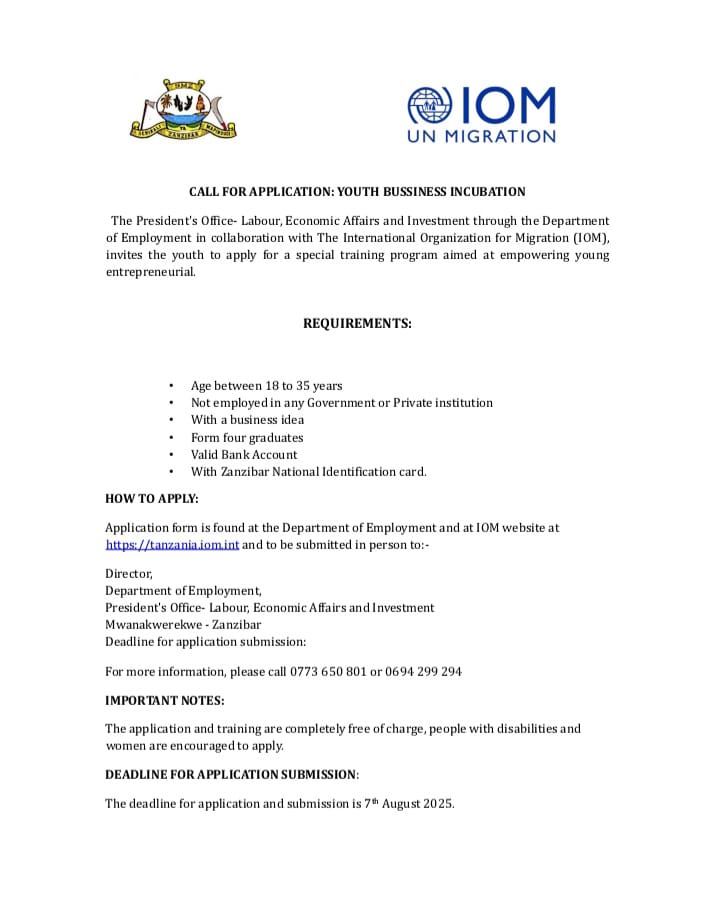 IOM
UN MIGRATION
ZANZIBAR
CALL FOR APPLICATION: YOUTH BUSSINESS INCUBATION
The President's Office- Labour, Economic Affairs and Investment through the Department
of Employment in collaboration with The International Organization for Migration (IOM),
invites the youth to apply for a special training program aimed at empowering young
entrepreneurial.
REQUIREMENTS:
• Age between 18 to 35 years
• Not employed in any Government or Private institution
• With a business idea
• Form four graduates
• Valid Bank Account
• With Zanzibar National Identification card.
HOW TO APPLY:
Application form is found at the Department of Employment and at IOM website at
https://tanzania.iom.int and to be submitted in person to:-
Director,
Department of Employment,
President's Office- Labour, Economic Affairs and Investment
Mwanakwerekwe - Zanzibar
Deadline for application submission:
For more information, please call 0773 650 801 or 0694 299 294
IMPORTANT NOTES:
The application and training are completely free of charge, people with disabilities and
women are encouraged to apply.
DEADLINE FOR APPLICATION SUBMISSION:
The deadline for application and submission is 7th August 2025.